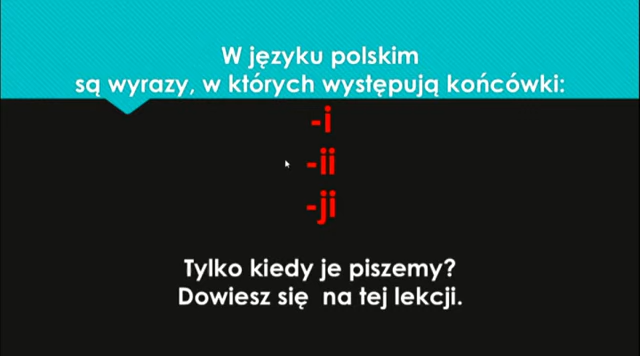 W języku polskim
są wyrazy, w których występują końcówki:
-i
-ii
-ji
Tylko kiedy je piszemy?
Dowiesz się na tej lekcji.